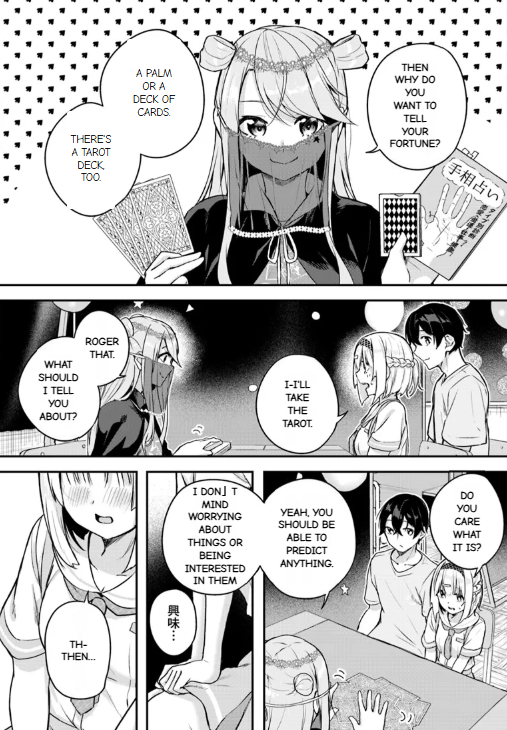 THEN
WHY DO
YOU
WANT TO
TELL
YOUR
FORTUNE?
手相占い
A PALM
OR A
DECK OF
CARDS.
THERE'S
A TAROT
DECK,
TOO.
I-I'LL
TAKE
THE
TAROT.
ROGER
THAT.
WHAT
SHOULD
I TELL
YOU
ABOUT?
DO
YOU
CARE
WHAT
IT IS?
YEAH, YOU
SHOULD BE
ABLE TO
PREDICT
ANYTHING.
I DON」T
MIND
WORRYING
ABOUT
THINGS OR
BEING
INTERESTED
IN THEM
興味…
TH-
THEN...